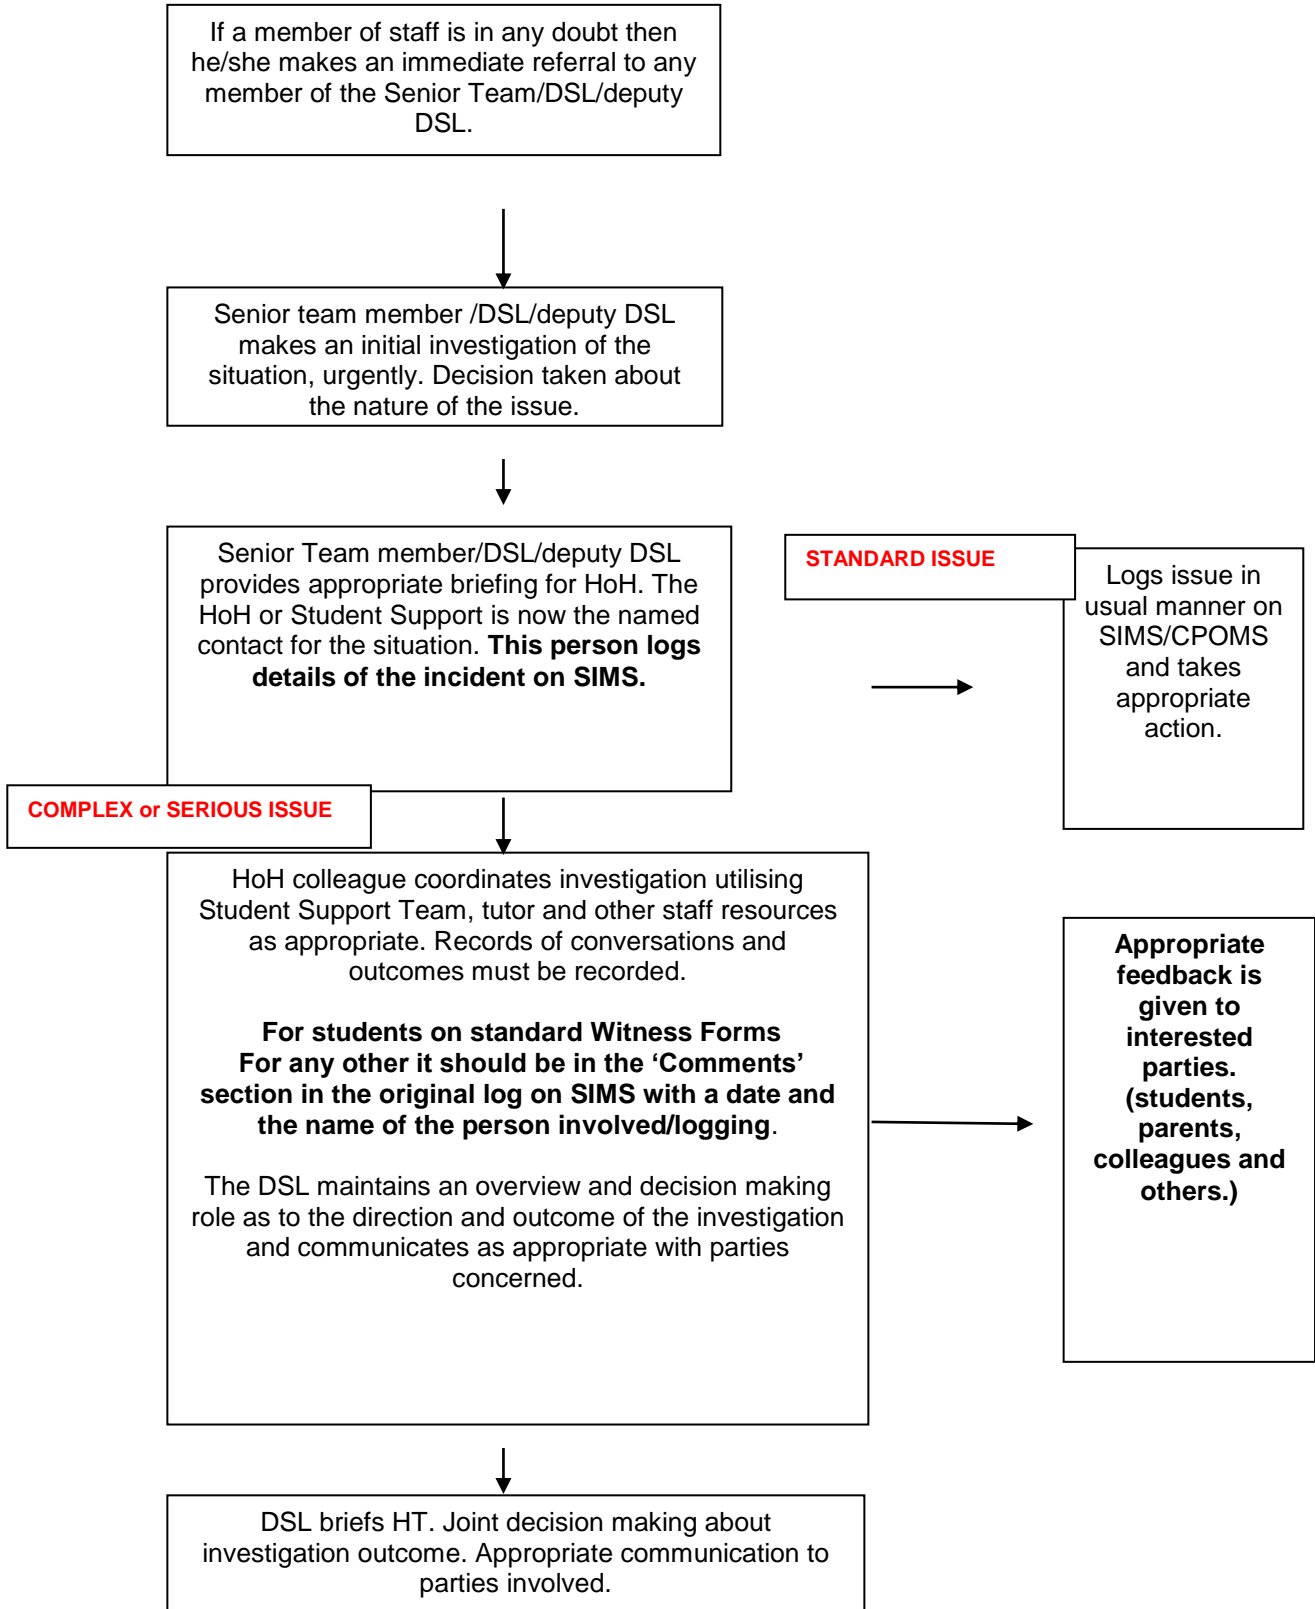 If a member of staff is in any doubt then
he/she makes an immediate referral to any
member of the Senior Team/DSL/deputy
DSL.
Senior team member /DSL/deputy DSL
makes an initial investigation of the
situation, urgently. Decision taken about
the nature of the issue.
Senior Team member/DSL/deputy DSL
provides appropriate briefing for HoH. The
HoH or Student Support is now the named
contact for the situation. This person logs
details of the incident on SIMS.
STANDARD ISSUE
Logs issue in
usual manner on
SIMS/CPOMS
and takes
appropriate
action.
COMPLEX or SERIOUS ISSUE
HoH colleague coordinates investigation utilising
Student Support Team, tutor and other staff resources
as appropriate. Records of conversations and
outcomes must be recorded.
For students on standard Witness Forms
For any other it should be in the ‘Comments’
section in the original log on SIMS with a date and
the name of the person involved/logging.
The DSL maintains an overview and decision making
role as to the direction and outcome of the investigation
and communicates as appropriate with parties
concerned.
Appropriate
feedback is
given to
interested
parties.
(students,
parents,
colleagues and
others.)
DSL briefs HT. Joint decision making about
investigation outcome. Appropriate communication to
parties involved.